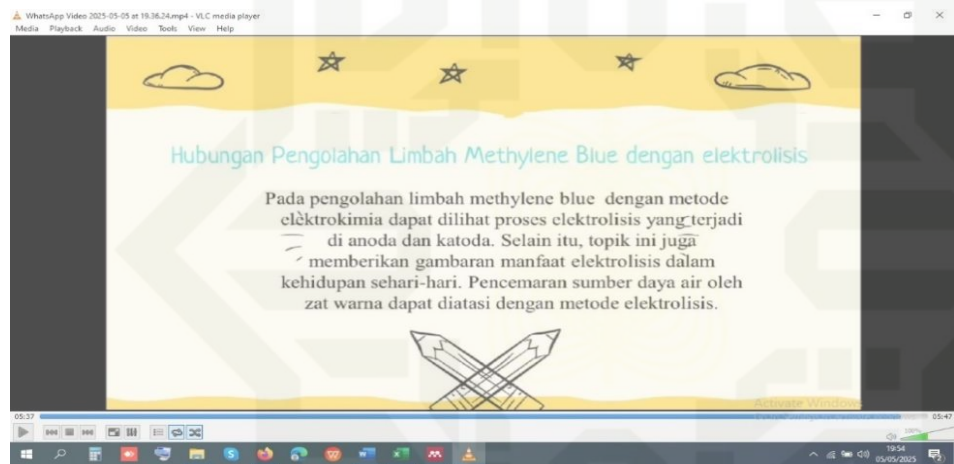 WhatsApp Video 2025-05-05 at 19.36.24.mp4 - VLC media player
Media Playback Audio Video Tools View Help
Hubungan Pengolahan Limbah Methylene Blue dengan elektrolisis
Pada pengolahan limbah methylene blue dengan metode
elektrokimia dapat dilihat proses elektrolisis yang terjadi
di anoda dan katoda. Selain itu, topik ini juga
memberikan gambaran manfaat elektrolisis dalam
kehidupan sehari-hari. Pencemaran sumber daya air oleh
zat warna dapat diatasi dengan metode elektrolisis.
Activate Windows
05:37
05:47
100%
19:54
05/05/2025